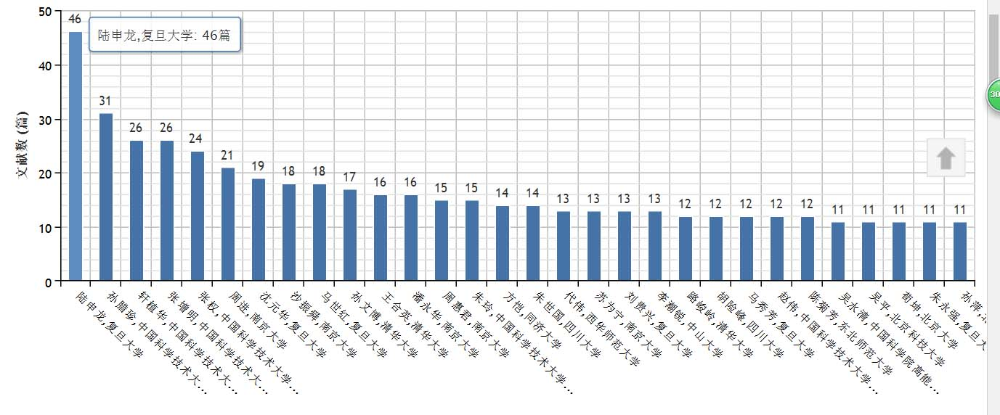 50
40
30
20
10
0
文献数 (篇)
陆申龙,复旦大学: 46篇
46
31
26
26
24
21
19
18
18
17
16
16
15
15
14
14
13
13
13
13
12
12
12
12
12
11
11
11
11
11
30
陆申龙,复旦大学
孙腊珍,中国科学技术大...
轩植华,中国科学技术大...
张增明,中国科学技术大...
张权,中国科学技术大学...
周进,南京大学
沈元华,复旦大学
沙振舜,南京大学
马世红,复旦大学
孙文博,清华大学
王合英,清华大学
潘永华,南京大学
周惠君,南京大学
朱玲,中国科学技术大学...
方恺,同济大学
朱世国,四川大学
代伟,西华师范大学
苏为宁,南京大学
刘贵兴,复旦大学
李潮锐,中山大学
路峻岭,清华大学
胡险峰,四川大学
马秀芳,复旦大学
赵伟,中国科学技术大学...
陈菊芳,东北师范大学
吴水清,中国科学院高能...
吴平,北京科技大学
荀坤,北京大学
朱永强,复旦大
孙萍,